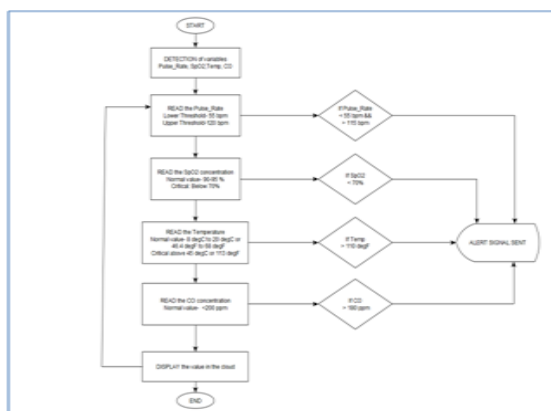 START
DETECTION of variables
Pulse_Rate, SpO2,Temp, CO
READ the Pulse_Rate
Lower Threshold- 55 bpm
Upper Threshold-120 bpm
If Pulse_Rate
< 55 bpm &&
> 115 bpm
READ the SpO2 concentration
Normal value- 90-95 %
Critical Below 70%
If SpO2
< 70%
READ the Temperature
Normal value- degC to 20 degC or
46.4 degF to 68 degF
Critical above 45 degC or 113 degF
If Temp
> 110 degF
ALERT SIGNAL SENT
READ the CO concentration
Normal value- <200 ppm
If CO
> 180 ppm
DISPLAY the value in the cloud
END